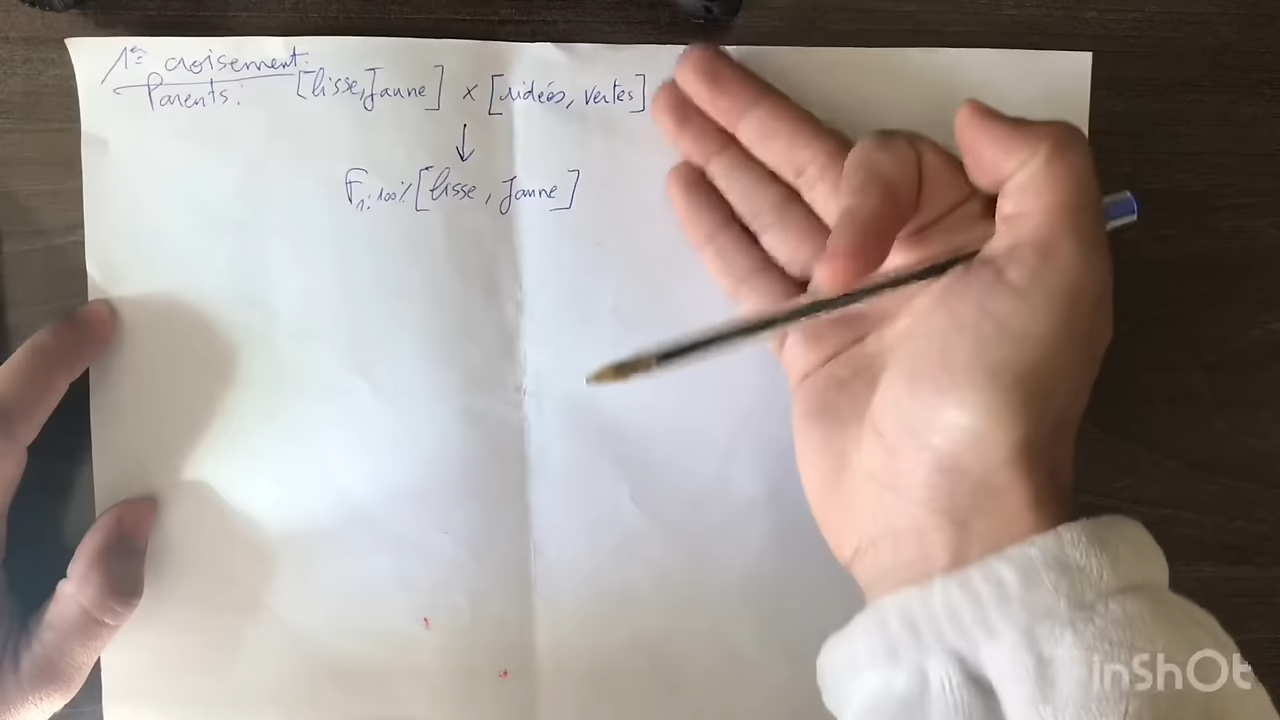 1er croisement:
Parents: [lisse, Jaune] x [ridées, vertes]
↓
F1: 100% [lisse, Jaune]
InShOt